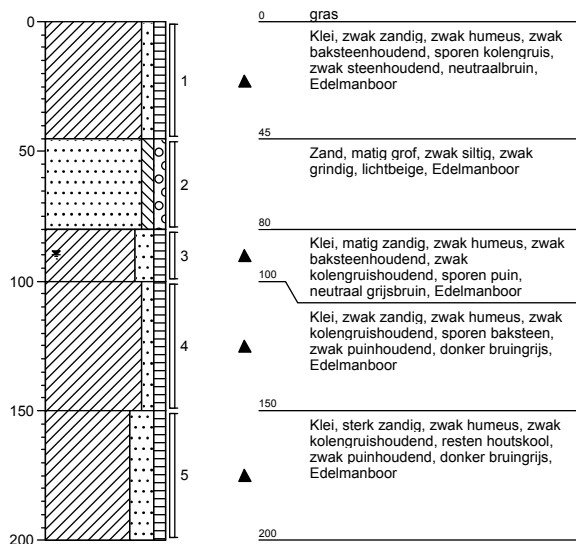 0
50
100
150
200
1
2
3
4
5
0
gras
Klei, zwak zandig, zwak humeus, zwak
baksteenhoudend, sporen kolengruis,
zwak steenhoudend, neutraalbruin,
Edelmanboor
45
Zand, matig grof, zwak siltig, zwak
grindig, lichtbeige, Edelmanboor
80
Klei, matig zandig, zwak humeus, zwak
baksteenhoudend, zwak
kolengruishoudend, sporen puin,
neutraal grijsbruin, Edelmanboor
100
Klei, zwak zandig, zwak humeus, zwak
kolengruishoudend, sporen baksteen,
zwak puinhoudend, donker bruingrijs,
Edelmanboor
150
Klei, sterk zandig, zwak humeus, zwak
kolengruishoudend, resten houtskool,
zwak puinhoudend, donker bruingrijs,
Edelmanboor
200